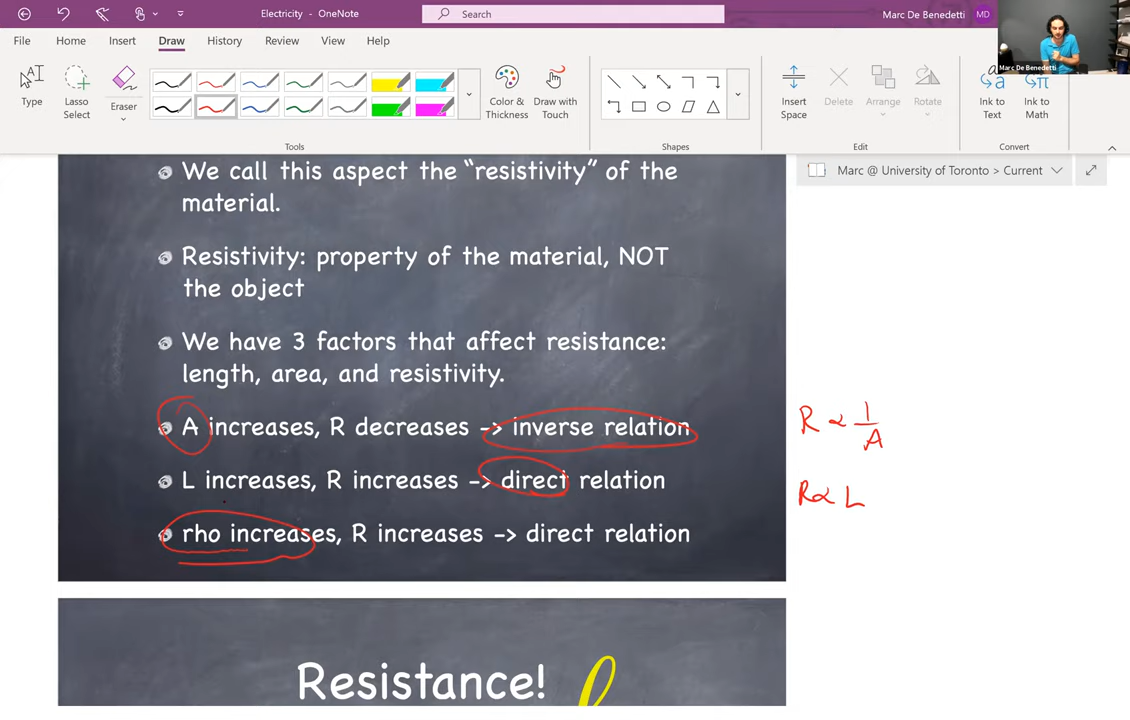 Electricity - OneNote
Search
Marc De Benedetti
MD
File
Home
Insert
Draw
History
Review
View
Help
Marc De Benedetti
Type
Lasso
Select
Eraser
Color &
Thickness
Draw with
Touch
Insert
Space
Delete
Arrange
Rotate
Ink to
Text
Ink to
Math
Tools
Shapes
Edit
Convert
Marc @ University of Toronto > Current
We call this aspect the “resistivity” of the
material.
Resistivity: property of the material, NOT
the object
We have 3 factors that affect resistance:
length, area, and resistivity.
A increases, R decreases -> inverse relation
R ∝ 1/A
L increases, R increases -> direct relation
R ∝ L
rho increases, R increases -> direct relation
Resistance!